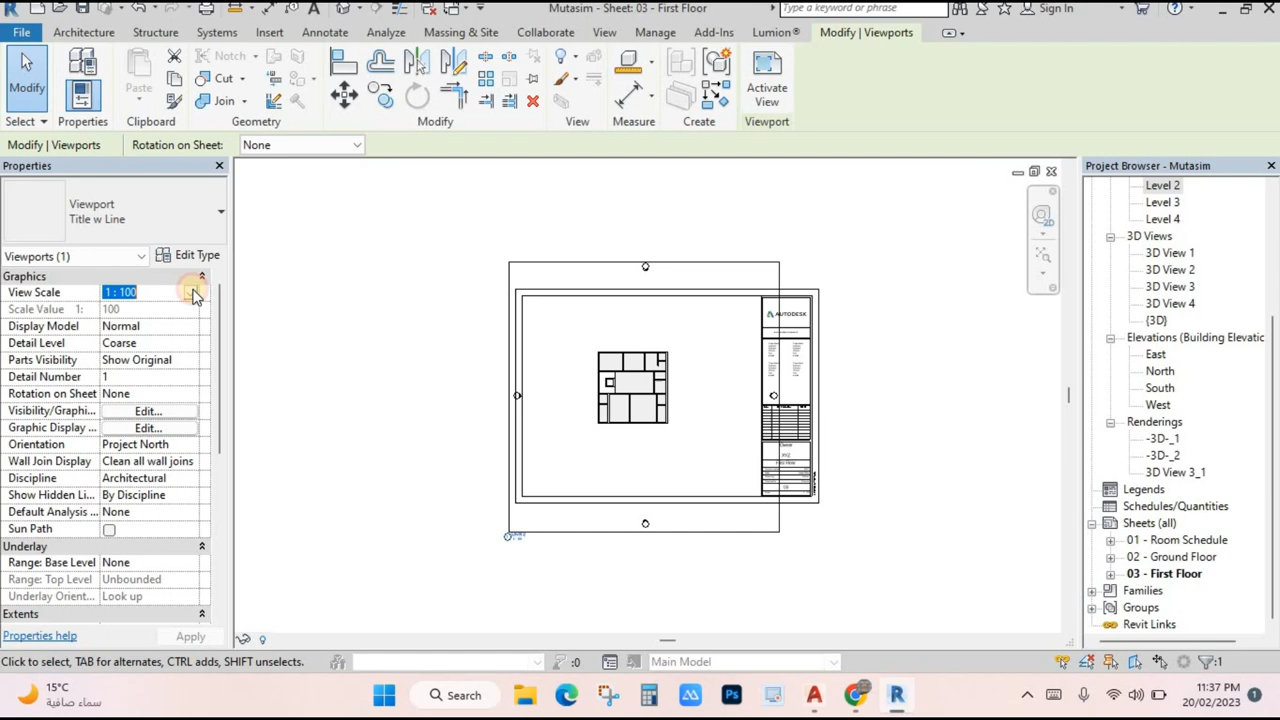 Mutasim - Sheet: 03 - First Floor
Type a keyword or phrase
Sign In
File
Architecture
Structure
Systems
Insert
Annotate
Analyze
Massing & Site
Collaborate
View
Manage
Add-Ins
Lumion®
Modify | Viewports
Modify
Paste
Notch
Cut
Join
Activate
View
Select
Properties
Clipboard
Geometry
Modify
View
Measure
Create
Viewport
Modify | Viewports
Rotation on Sheet:
None
Properties
Viewport
Title w Line
Viewports (1)
Edit Type
Graphics
View Scale 1 : 100
Scale Value 1: 100
Display Model Normal
Detail Level Coarse
Parts Visibility Show Original
Detail Number 1
Rotation on Sheet None
Visibility/Graphi... Edit...
Graphic Display ... Edit...
Orientation Project North
Wall Join Display Clean all wall joins
Discipline Architectural
Show Hidden Li... By Discipline
Default Analysis ... None
Sun Path
Underlay
Range: Base Level None
Range: Top Level Unbounded
Underlay Orient... Look up
Extents
Properties help
Apply
2D
AUTODESK
Project Browser - Mutasim
Level 2
Level 3
Level 4
3D Views
3D View 1
3D View 2
3D View 3
3D View 4
{3D}
Elevations (Building Elevatic
East
North
South
West
Renderings
-3D-_1
-3D-_2
3D View 3_1
Legends
Schedules/Quantities
Sheets (all)
01 - Room Schedule
02 - Ground Floor
03 - First Floor
Families
Groups
Revit Links
Click to select, TAB for alternates, CTRL adds, SHIFT unselects.
:0
Main Model
:1
15°C
سماء صافية
Search
Ps
11:37 PM
20/02/2023
1